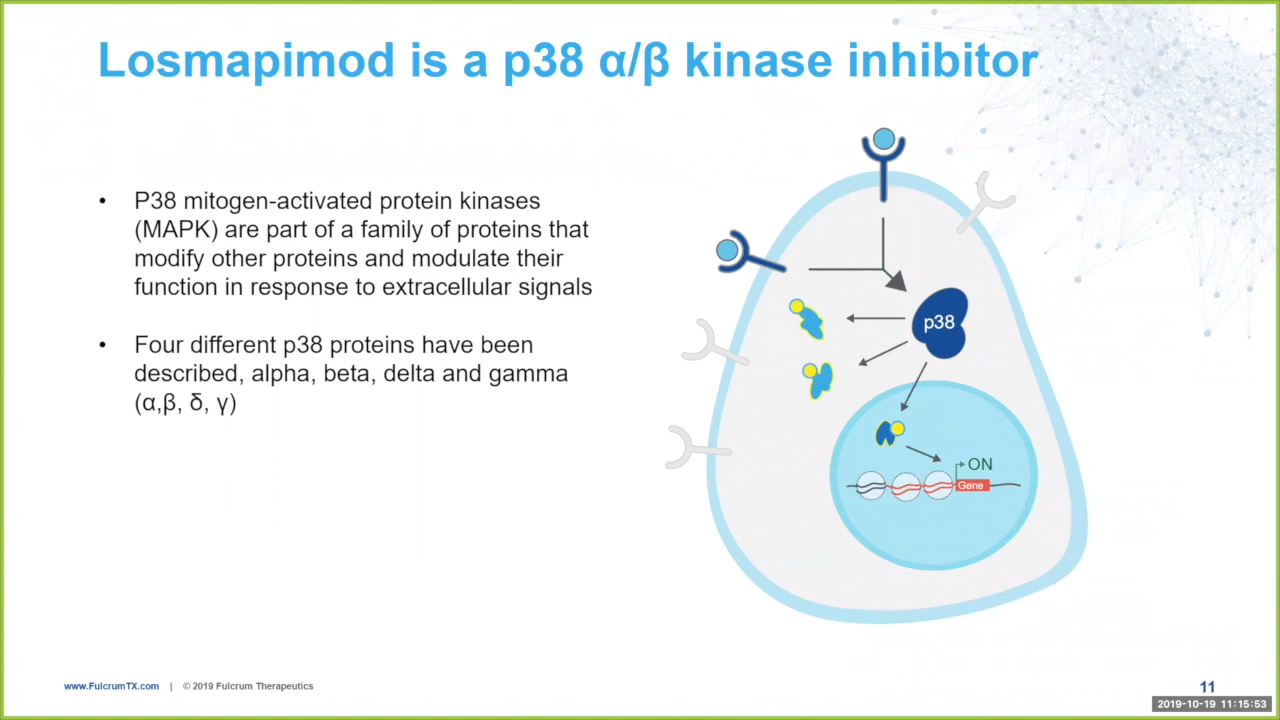 Losmapimod is a p38 α/β kinase inhibitor
• P38 mitogen-activated protein kinases
(MAPK) are part of a family of proteins that
modify other proteins and modulate their
function in response to extracellular signals
• Four different p38 proteins have been
described, alpha, beta, delta and gamma
(α,β, δ, γ)
p38
ON
Gene
www.FulcrumTX.com | © 2019 Fulcrum Therapeutics
11
2019-10-19 11:15:53